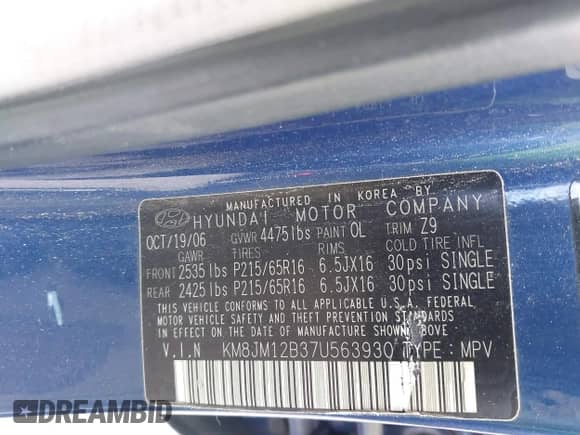 MANUFACTURED IN KOREA BY
HYUNDAI MOTOR COMPANY
OCT/19/06 GVWR 4475lbs PAINT OL TRIM Z9
GAWR TIRES RIMS COLD TIRE INFL
FRONT 2535 lbs P215/65R16 6.5JX16 30psi SINGLE
REAR 2425 lbs P215/65R16 6.5JX16 30psi SINGLE
THIS VEHICLE CONFORMS TO ALL APPLICABLE U.S.A. FEDERAL
MOTOR VEHICLE SAFETY AND THEFT PREVENTION STANDARDS
IN EFFECT ON THE DATE OF MANUFACTURE SHOWN ABOVE.
V.I.N KM8JM12B37U563930 TYPE : MPV
DREAMBID